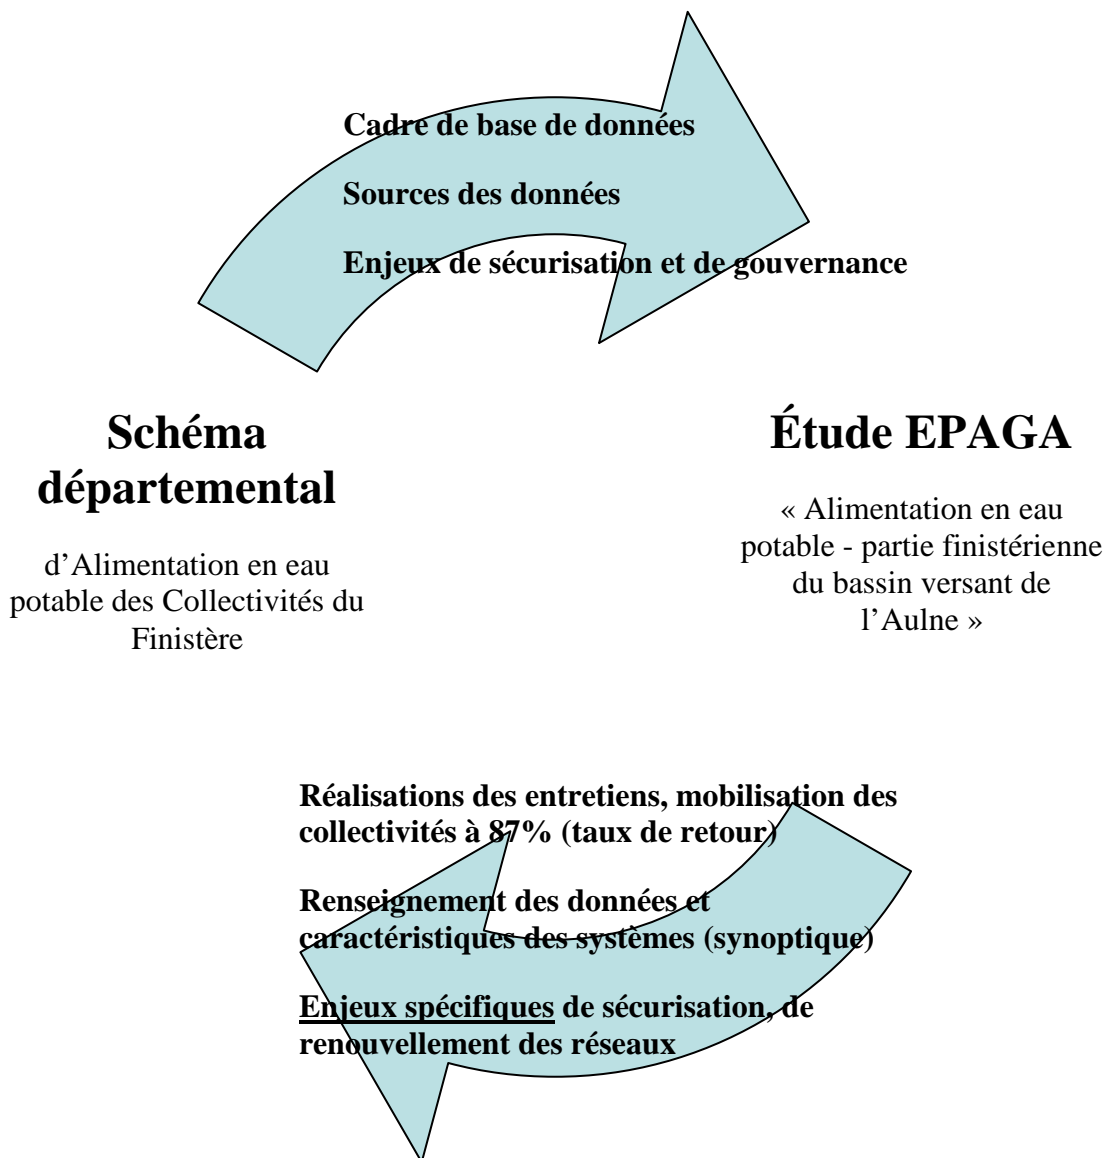 Cadre de base de données
Sources des données
Enjeux de sécurisation et de gouvernance
Schéma
départemental
d’Alimentation en eau
potable des Collectivités du
Finistère
Étude EPAGA
« Alimentation en eau
potable - partie finistérienne
du bassin versant de
l’Aulne »
Réalisations des entretiens, mobilisation des
collectivités à 87% (taux de retour)
Renseignement des données et
caractéristiques des systèmes (synoptique)
Enjeux spécifiques de sécurisation, de
renouvellement des réseaux